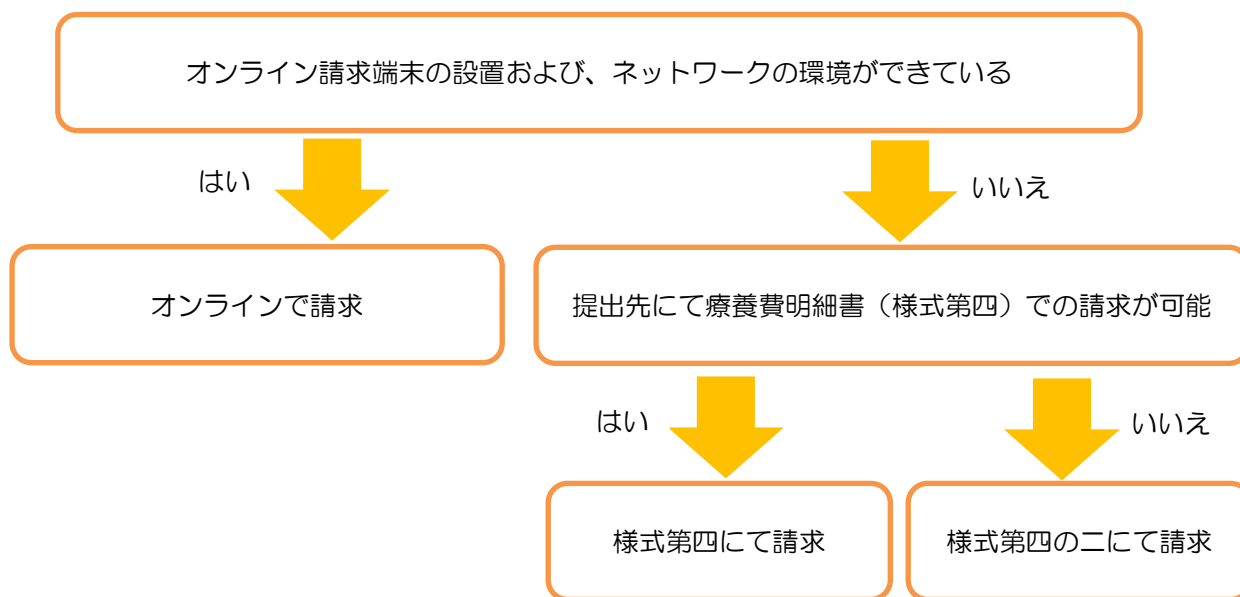 オンライン請求端末の設置および、ネットワークの環境ができている
はい
いいえ
オンラインで請求
提出先にて療養費明細書（様式第四）での請求が可能
はい
いいえ
様式第四にて請求
様式第四の二にて請求